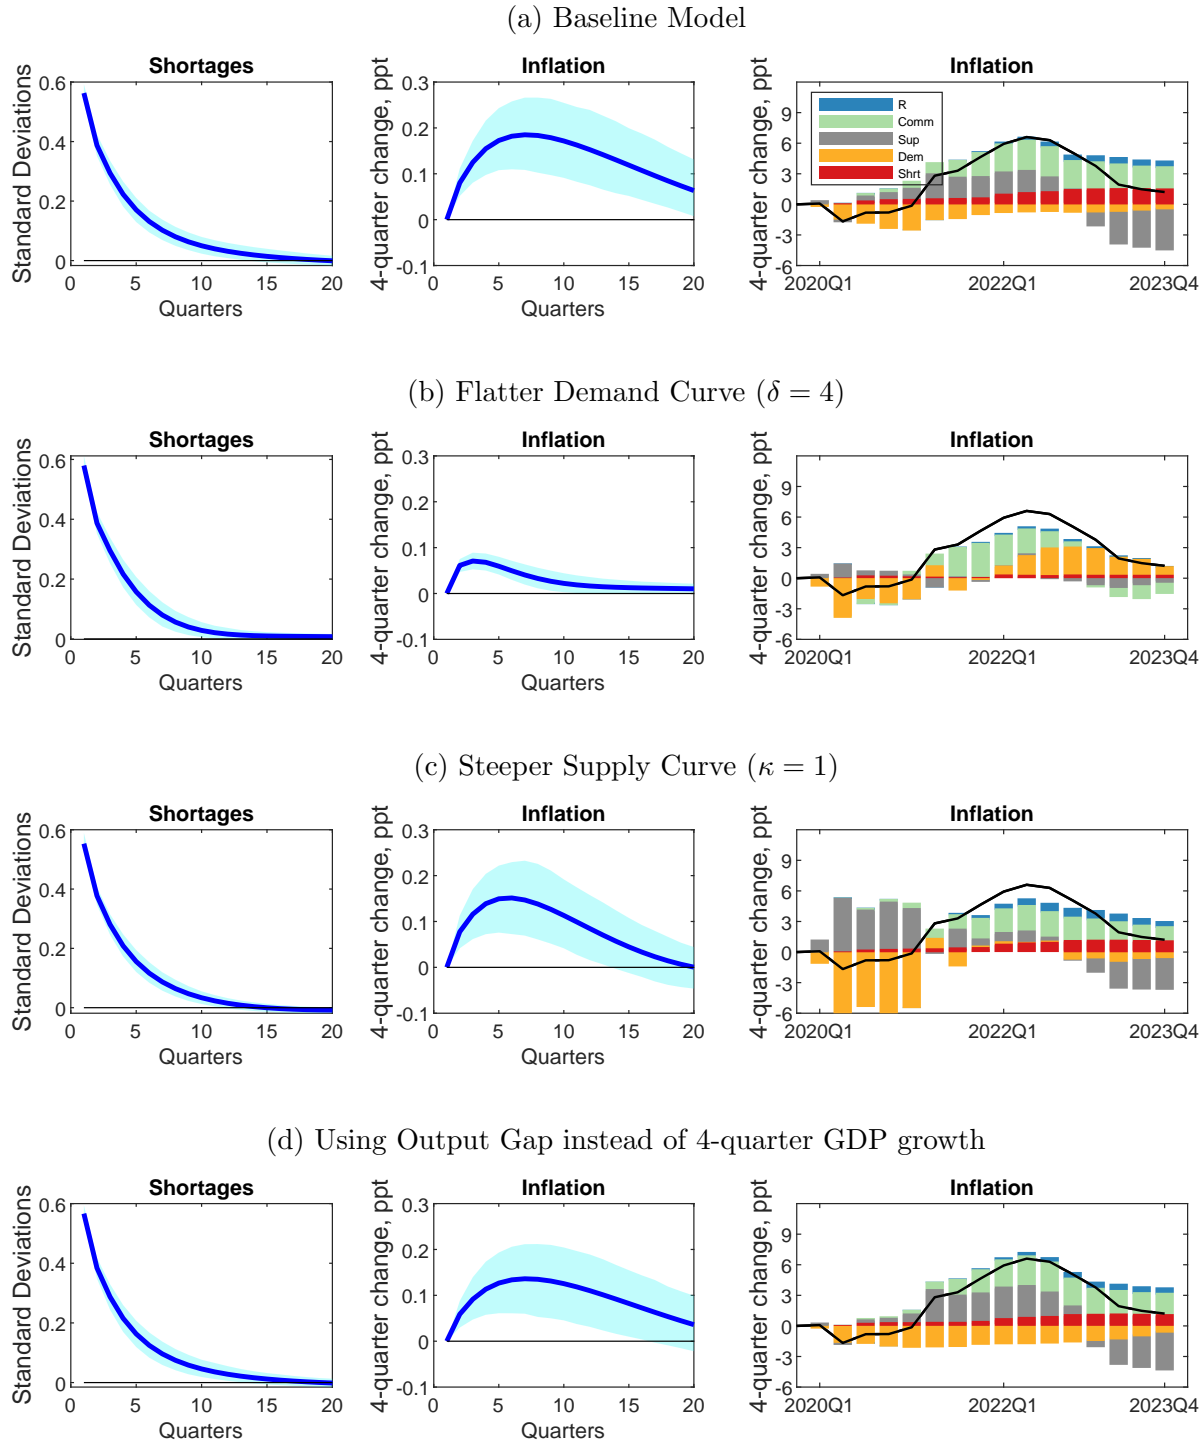 (a) Baseline Model
Shortages
Standard Deviations
0.6
0.4
0.2
0
0 5 10 15 20
Quarters
Inflation
4-quarter change, ppt
0.3
0.2
0.1
0
-0.1
0 5 10 15 20
Quarters
Inflation
4-quarter change, ppt
9
6
3
0
-3
-6
2020Q1 2022Q1 2023Q4
R
Comm
Sup
Dem
Shrt
(b) Flatter Demand Curve (δ = 4)
Shortages
Standard Deviations
0.6
0.4
0.2
0
0 5 10 15 20
Quarters
Inflation
4-quarter change, ppt
0.3
0.2
0.1
0
-0.1
0 5 10 15 20
Quarters
Inflation
4-quarter change, ppt
9
6
3
0
-3
-6
2020Q1 2022Q1 2023Q4
(c) Steeper Supply Curve (κ = 1)
Shortages
Standard Deviations
0.6
0.4
0.2
0
0 5 10 15 20
Quarters
Inflation
4-quarter change, ppt
0.3
0.2
0.1
0
-0.1
0 5 10 15 20
Quarters
Inflation
4-quarter change, ppt
9
6
3
0
-3
-6
2020Q1 2022Q1 2023Q4
(d) Using Output Gap instead of 4-quarter GDP growth
Shortages
Standard Deviations
0.6
0.4
0.2
0
0 5 10 15 20
Quarters
Inflation
4-quarter change, ppt
0.3
0.2
0.1
0
-0.1
0 5 10 15 20
Quarters
Inflation
4-quarter change, ppt
9
6
3
0
-3
-6
2020Q1 2022Q1 2023Q4